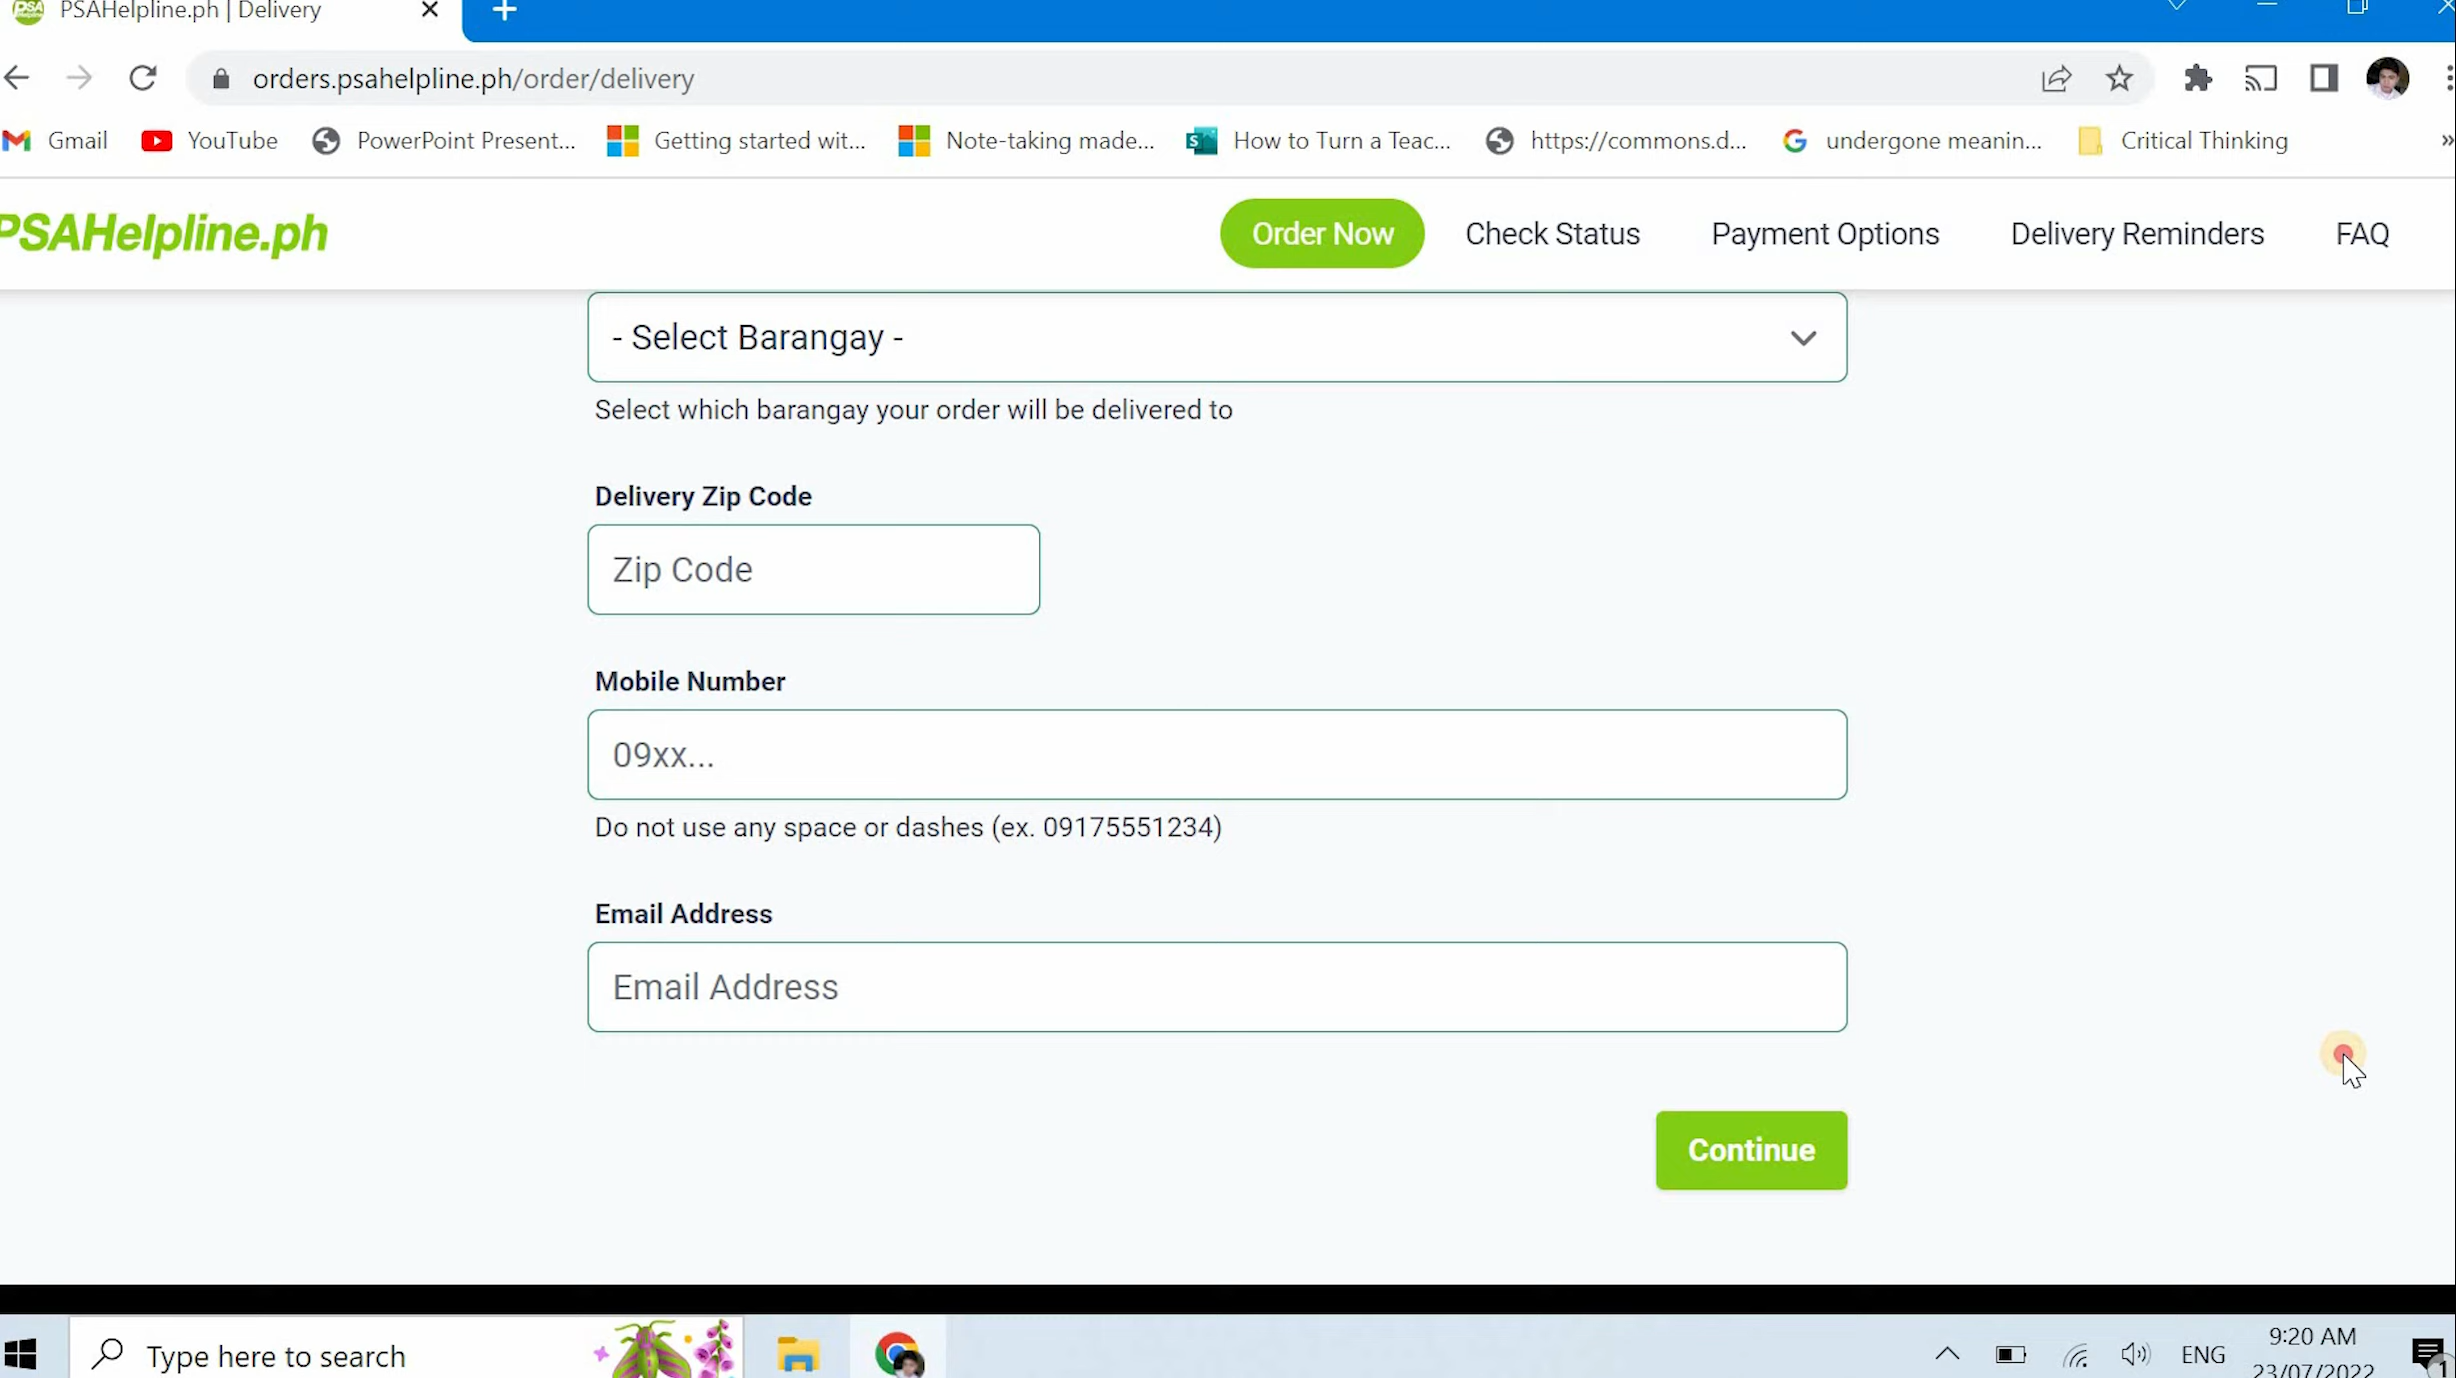 PSAHelpline.ph | Delivery
orders.psahelpline.ph/order/delivery
Gmail YouTube PowerPoint Present... Getting started wit... Note-taking made... How to Turn a Teac... https://commons.d... undergone meanin... Critical Thinking »
PSAHelpline.ph Order Now Check Status Payment Options Delivery Reminders FAQ
- Select Barangay -
Select which barangay your order will be delivered to
Delivery Zip Code
Zip Code
Mobile Number
09xx...
Do not use any space or dashes (ex. 09175551234)
Email Address
Email Address
Continue
Type here to search
ENG
9:20 AM
23/07/2022
1